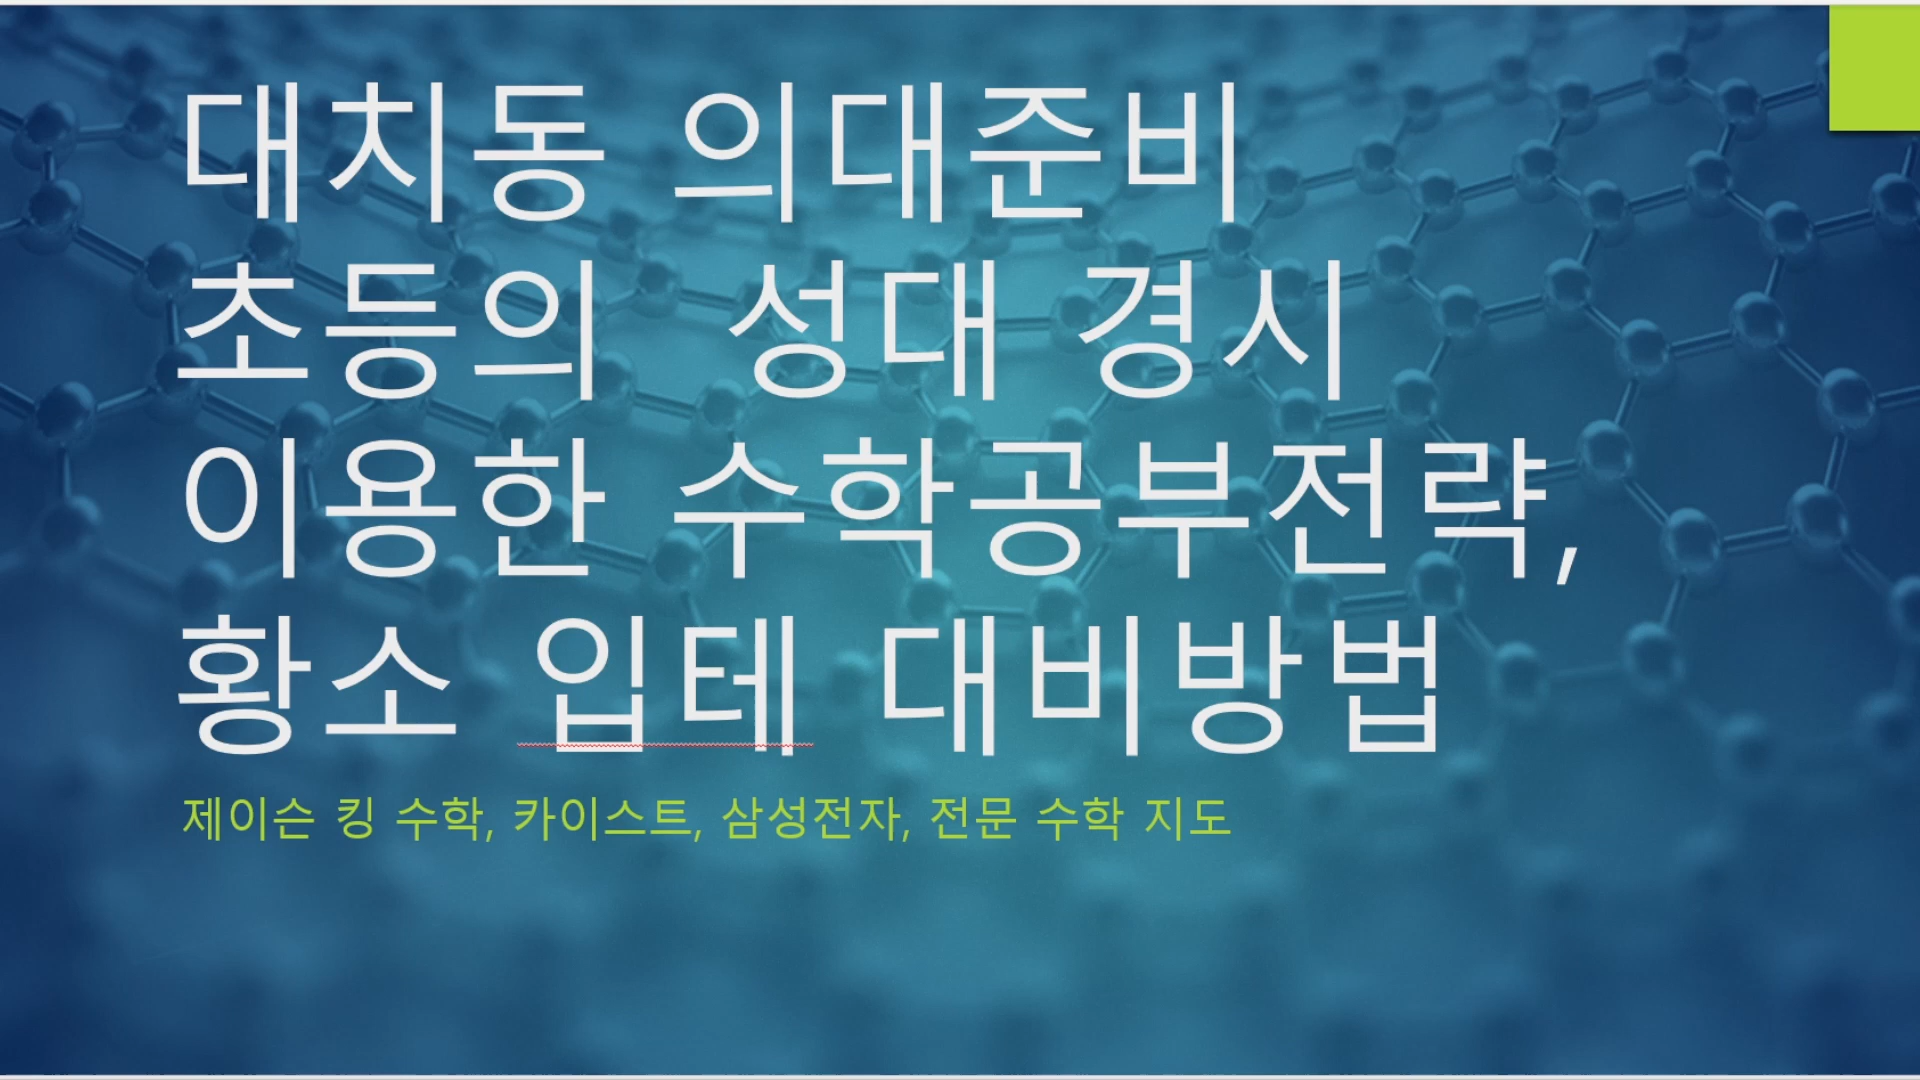 대치동 의대준비
초등의  성대 경시
이용한 수학공부전략,
황소 입테 대비방법
제이슨 킹 수학, 카이스트, 삼성전자, 전문 수학 지도